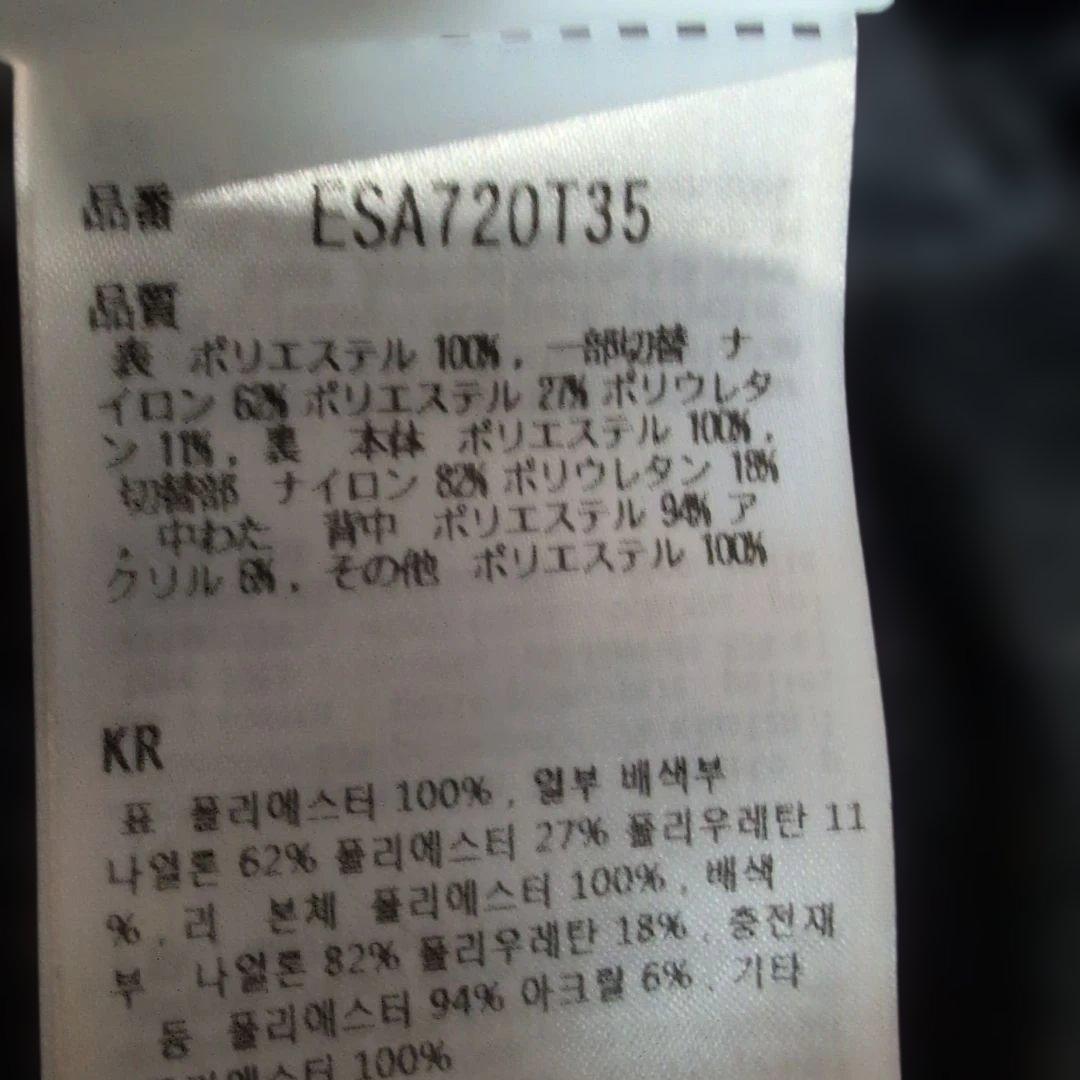 品番 ESA720T35
品質
表 ポリエステル 100%, 一部切替 ナ
イロン 62% ポリエステル 27% ポリウレタ
ン 11%, 裏 本体 ポリエステル 100%,
切替部 ナイロン 82% ポリウレタン 18%
, 中わた 背中 ポリエステル 94% ア
クリル 6%, その他 ポリエステル 100%
KR
표 폴리에스터 100%, 일부 배색부
나일론 62% 폴리에스터 27% 폴리우레탄 11
%, 리 본체 폴리에스터 100%, 배색
부 나일론 82% 폴리우레탄 18%, 충전재
등 폴리에스터 94% 아크릴 6%, 기타
폴리에스터 100%